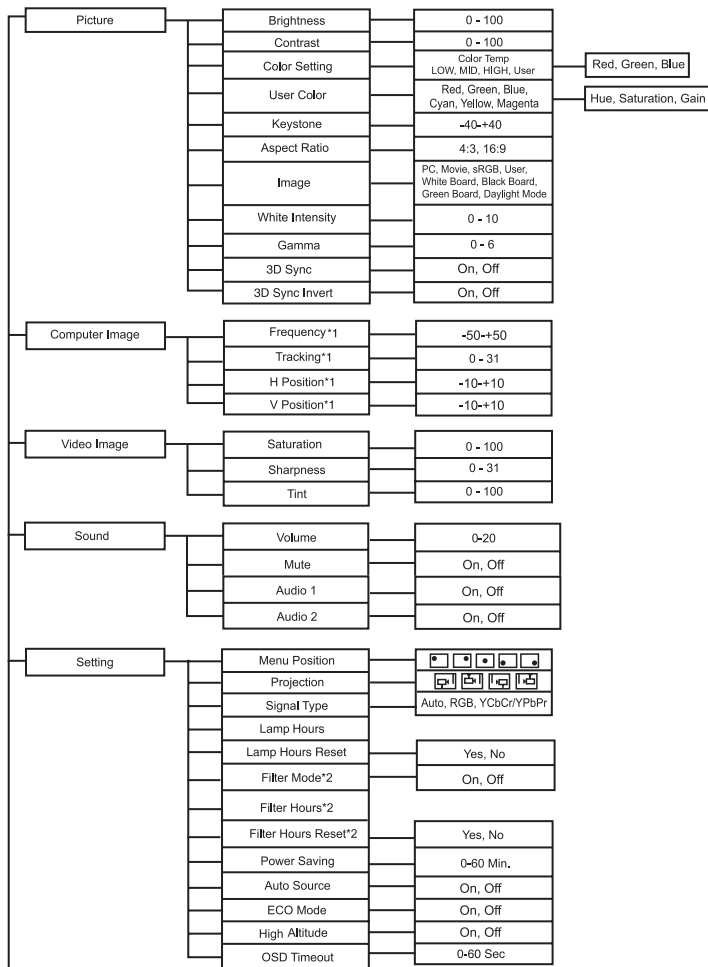 Picture
Brightness
0 - 100
Contrast
0 - 100
Color Setting
Color Temp
LOW, MID, HIGH, User
Red, Green, Blue
User Color
Red, Green, Blue,
Cyan, Yellow, Magenta
Hue, Saturation, Gain
Keystone
-40-+40
Aspect Ratio
4:3, 16:9
Image
PC, Movie, sRGB, User,
White Board, Black Board,
Green Board, Daylight Mode
White Intensity
0 - 10
Gamma
0 - 6
3D Sync
On, Off
3D Sync Invert
On, Off
Computer Image
Frequency*1
-50-+50
Tracking*1
0 - 31
H Position*1
-10-+10
V Position*1
-10-+10
Video Image
Saturation
0 - 100
Sharpness
0 - 31
Tint
0 - 100
Sound
Volume
0-20
Mute
On, Off
Audio 1
On, Off
Audio 2
On, Off
Setting
Menu Position
Projection
Signal Type
Auto, RGB, YCbCr/YPbPr
Lamp Hours
Lamp Hours Reset
Yes, No
Filter Mode*2
On, Off
Filter Hours*2
Filter Hours Reset*2
Yes, No
Power Saving
0-60 Min.
Auto Source
On, Off
ECO Mode
On, Off
High Altitude
On, Off
OSD Timeout
0-60 Sec